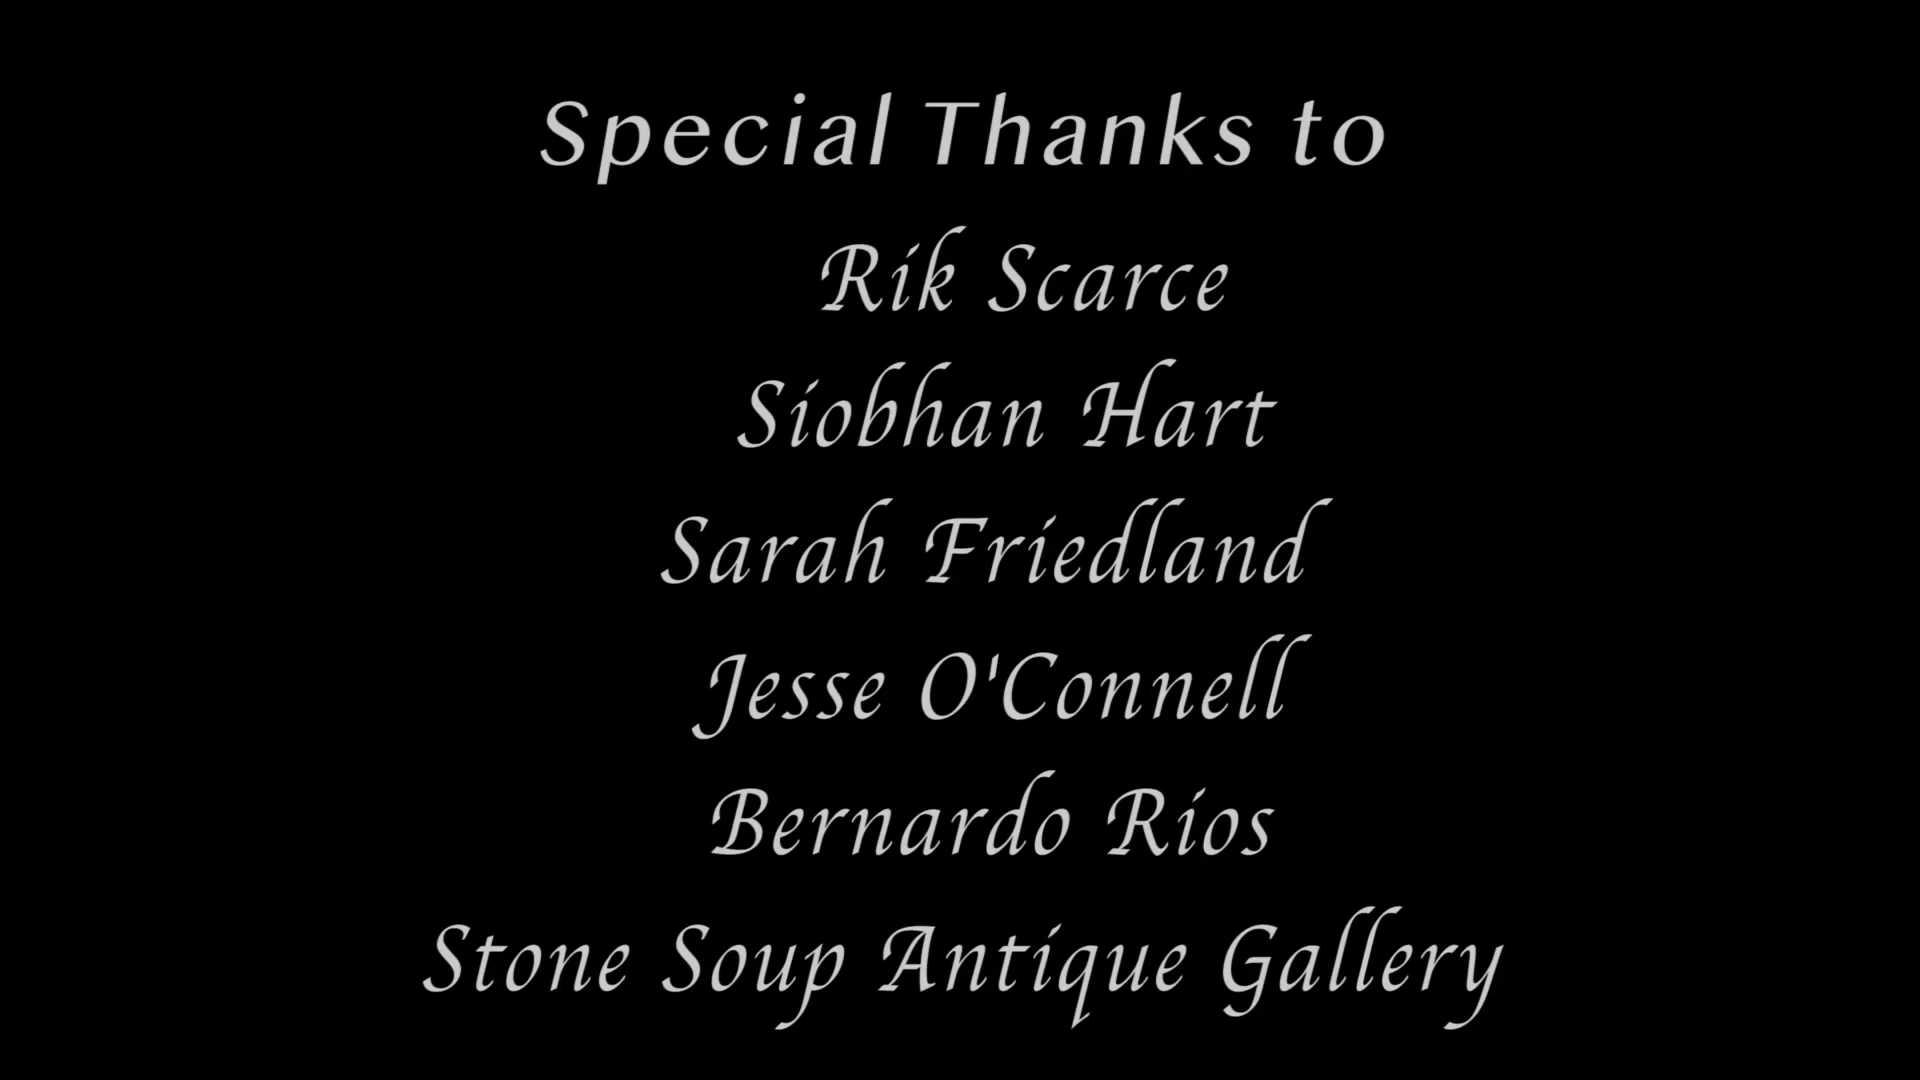 Special Thanks to
Rik Scarce
Siobhan Hart
Sarah Friedland
Jesse O'Connell
Bernardo Rios
Stone Soup Antique Gallery